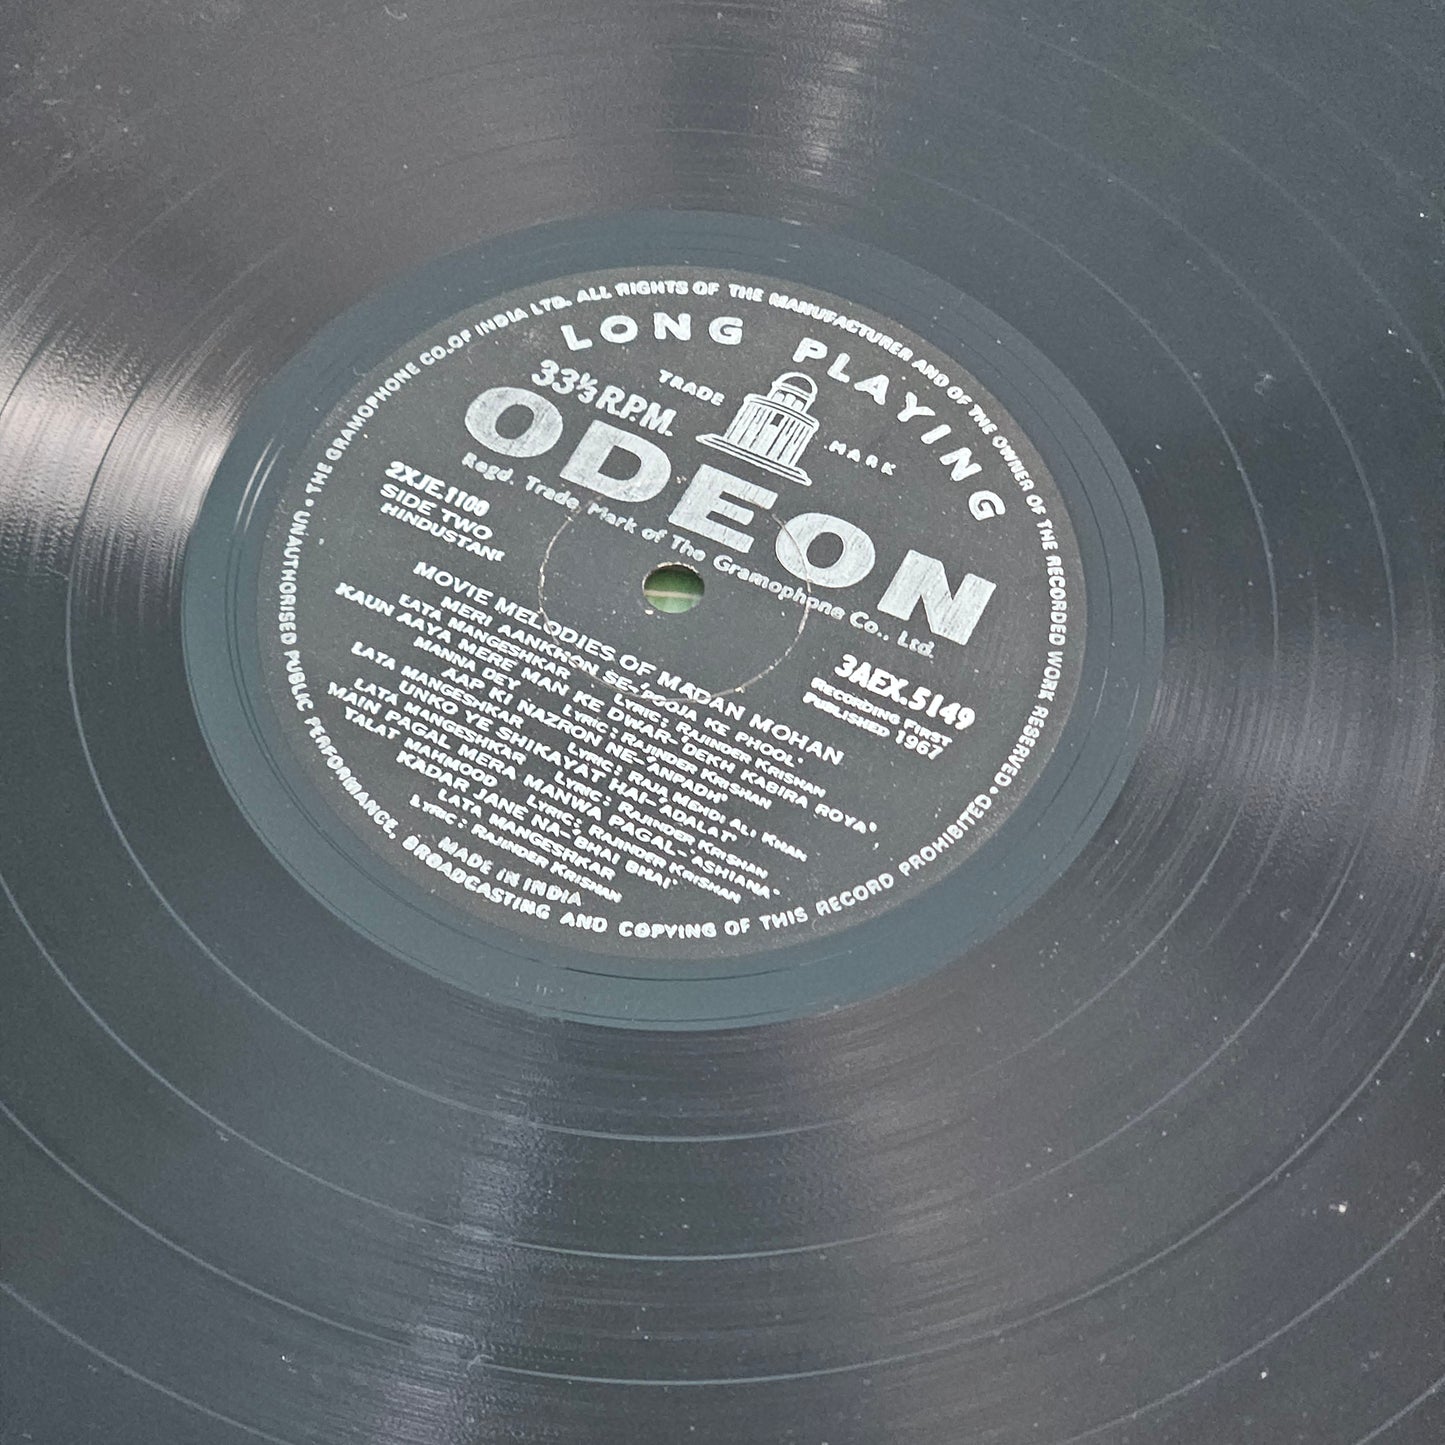 THE GRAMOPHONE CO. OF INDIA LTD. ALL RIGHTS OF THE MANUFACTURER AND OF THE OWNER OF THE RECORDED WORK RESERVED • UNAUTHORISED PUBLIC PERFORMANCE, BROADCASTING AND COPYING OF THIS RECORD PROHIBITED •
LONG PLAYING
33⅓ R.P.M.
TRADE MARK
ODEON
Regd. Trade Mark of The Gramophone Co., Ltd.
2XJE.1100
SIDE TWO
HINDUSTANI
3AEX.5149
RECORDING FIRST
PUBLISHED 1967
MOVIE MELODIES OF MADAN MOHAN
MERI AANKHON SE-'POOJA KE PHOOL'
LATA MANGESHKAR LYRIC: RAJINDER KRISHAN
KAUN AAYA MERE MAN KE DWAR-'DEKH KABIRA ROYA'
MANNA DEY LYRIC: RAJINDER KRISHAN
AAP KI NAZRON NE-'ANPADH'
LATA MANGESHKAR LYRIC: RAJA MEHDI ALI KHAN
UNKO YE SHIKAYAT HAI-'ADALAT'
LATA MANGESHKAR LYRIC: RAJINDER KRISHAN
MAIN PAGAL MERA MANWA PAGAL-'ASHIANA'
TALAT MAHMOOD LYRIC: RAJINDER KRISHAN
KADAR JANE NA-'BHAI BHAI'
LATA MANGESHKAR
LYRIC: RAJINDER KRISHAN
MADE IN INDIA